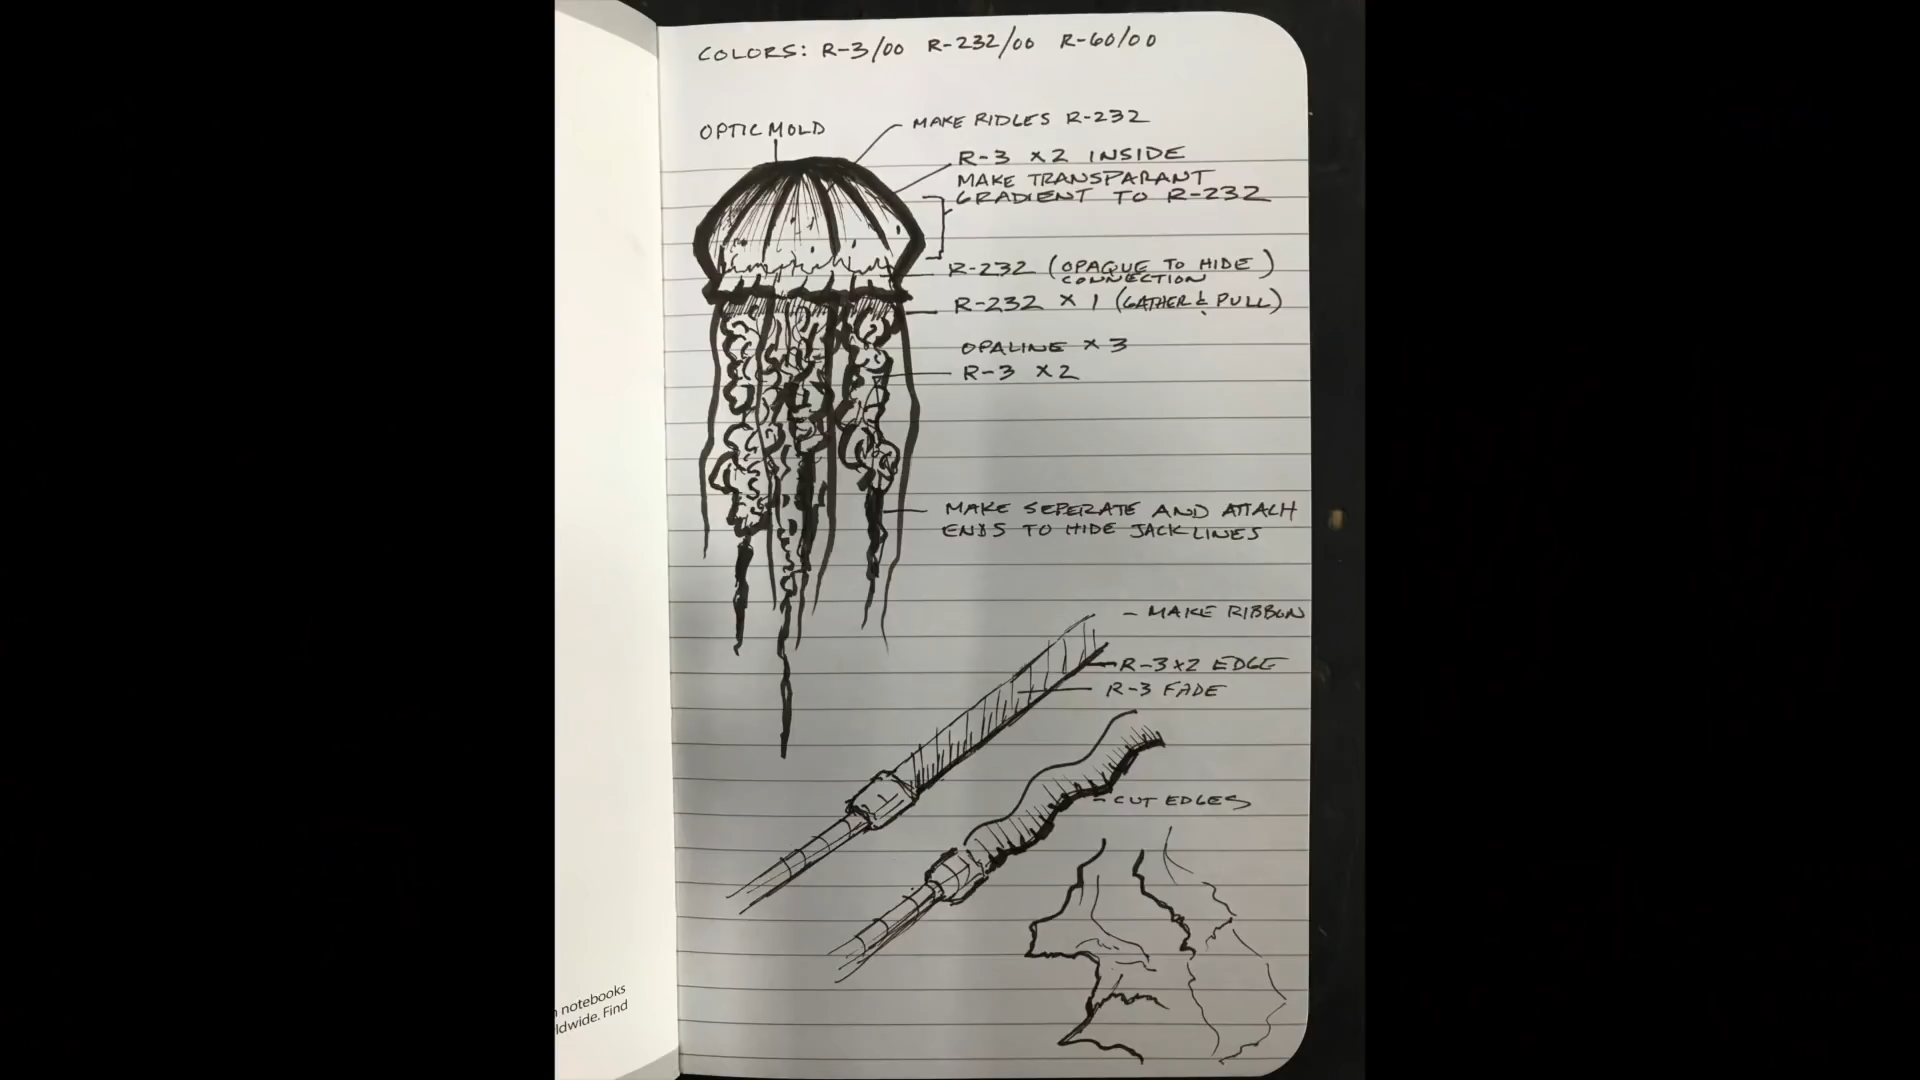 COLORS: R-3/00 R-232/00 R-60/00
OPTIC MOLD
MAKE RIDGES R-232
R-3 x2 INSIDE
MAKE TRANSPARANT
GRADIENT TO R-232
R-232 (OPAQUE TO HIDE)
CONNECTION
R-232 x 1 (GATHER & PULL)
OPALINE x 3
R-3 x2
MAKE SEPERATE AND ATTACH
ENDS TO HIDE JACK LINES
- MAKE RIBBON
R-3x2 EDGE
R-3 FADE
- CUT EDGES
notebooks
ldwide. Find